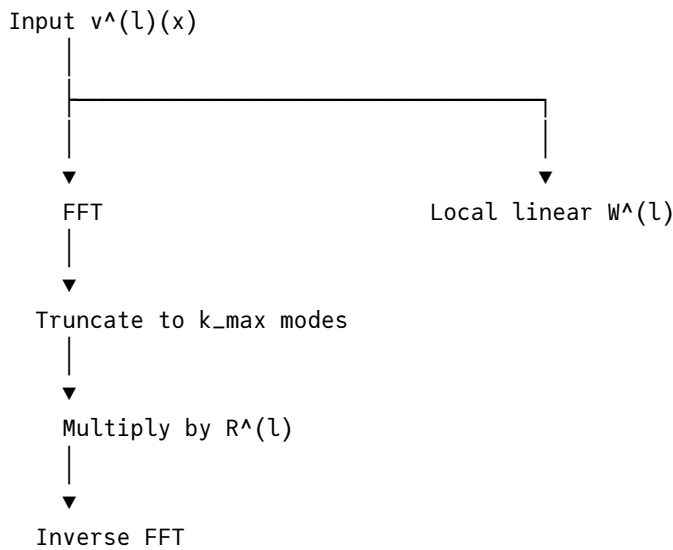 Input v^(l)(x)
FFT
Local linear W^(l)
Truncate to k_max modes
Multiply by R^(l)
Inverse FFT